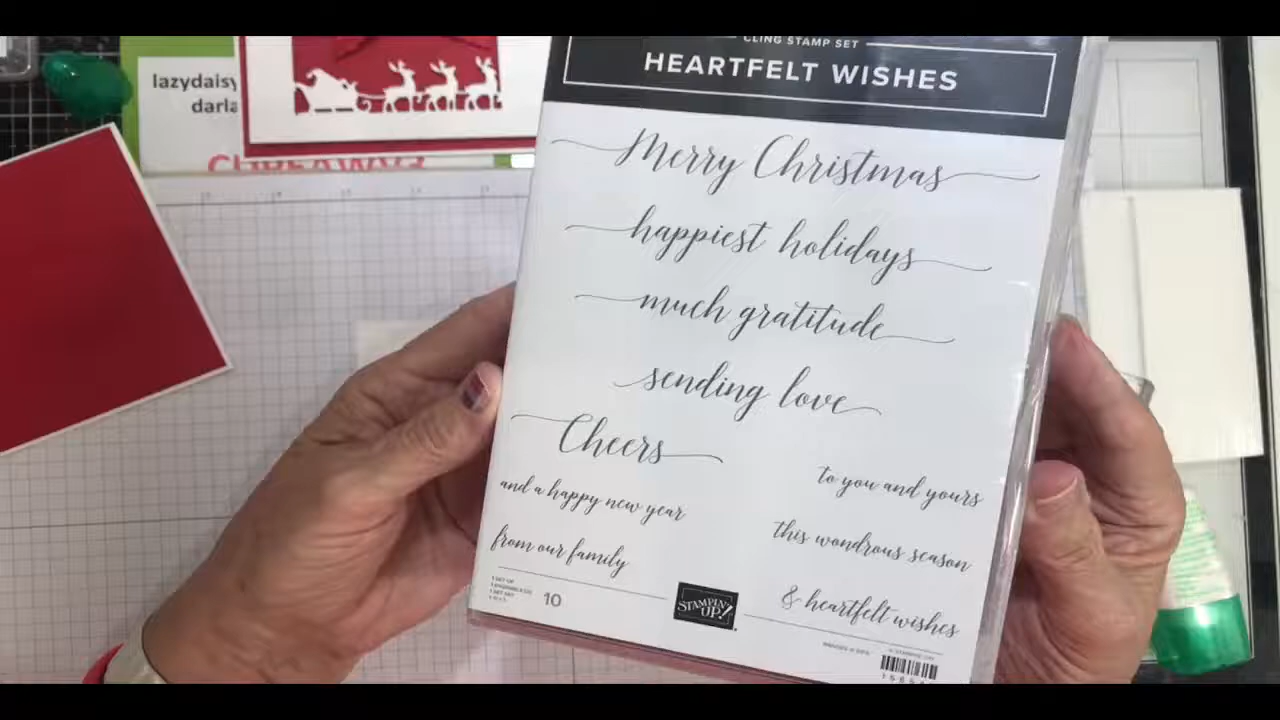 lazydaisy
darla
CLING STAMP SET
HEARTFELT WISHES
Merry Christmas
happiest holidays
much gratitude
sending love
Cheers
and a happy new year
from our family
to you and yours
this wondrous season
& heartfelt wishes
10
STAMPIN' UP!